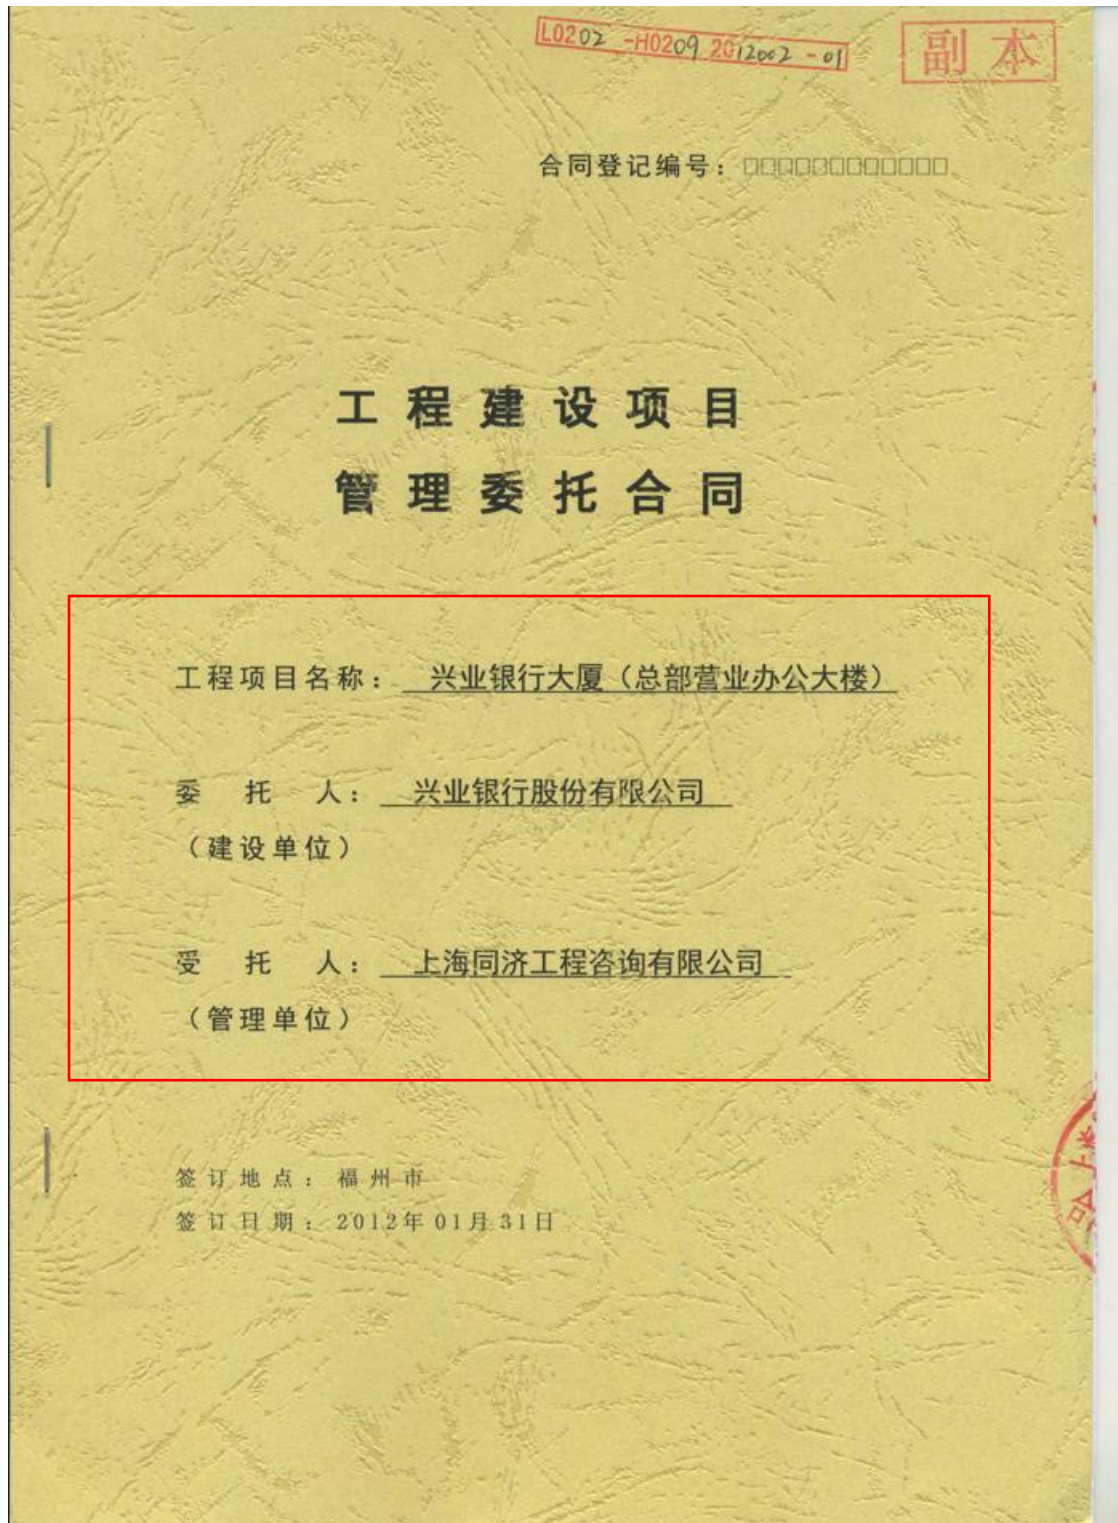 L0202-H0209 2012002-01
副本
合同登记编号：□□□□□□□□□□□□
工程建设项目
管理委托合同
工程项目名称：兴业银行大厦（总部营业办公大楼）
委托人：兴业银行股份有限公司
（建设单位）
受托人：上海同济工程咨询有限公司
（管理单位）
签订地点：福州市
签订日期：2012年01月31日